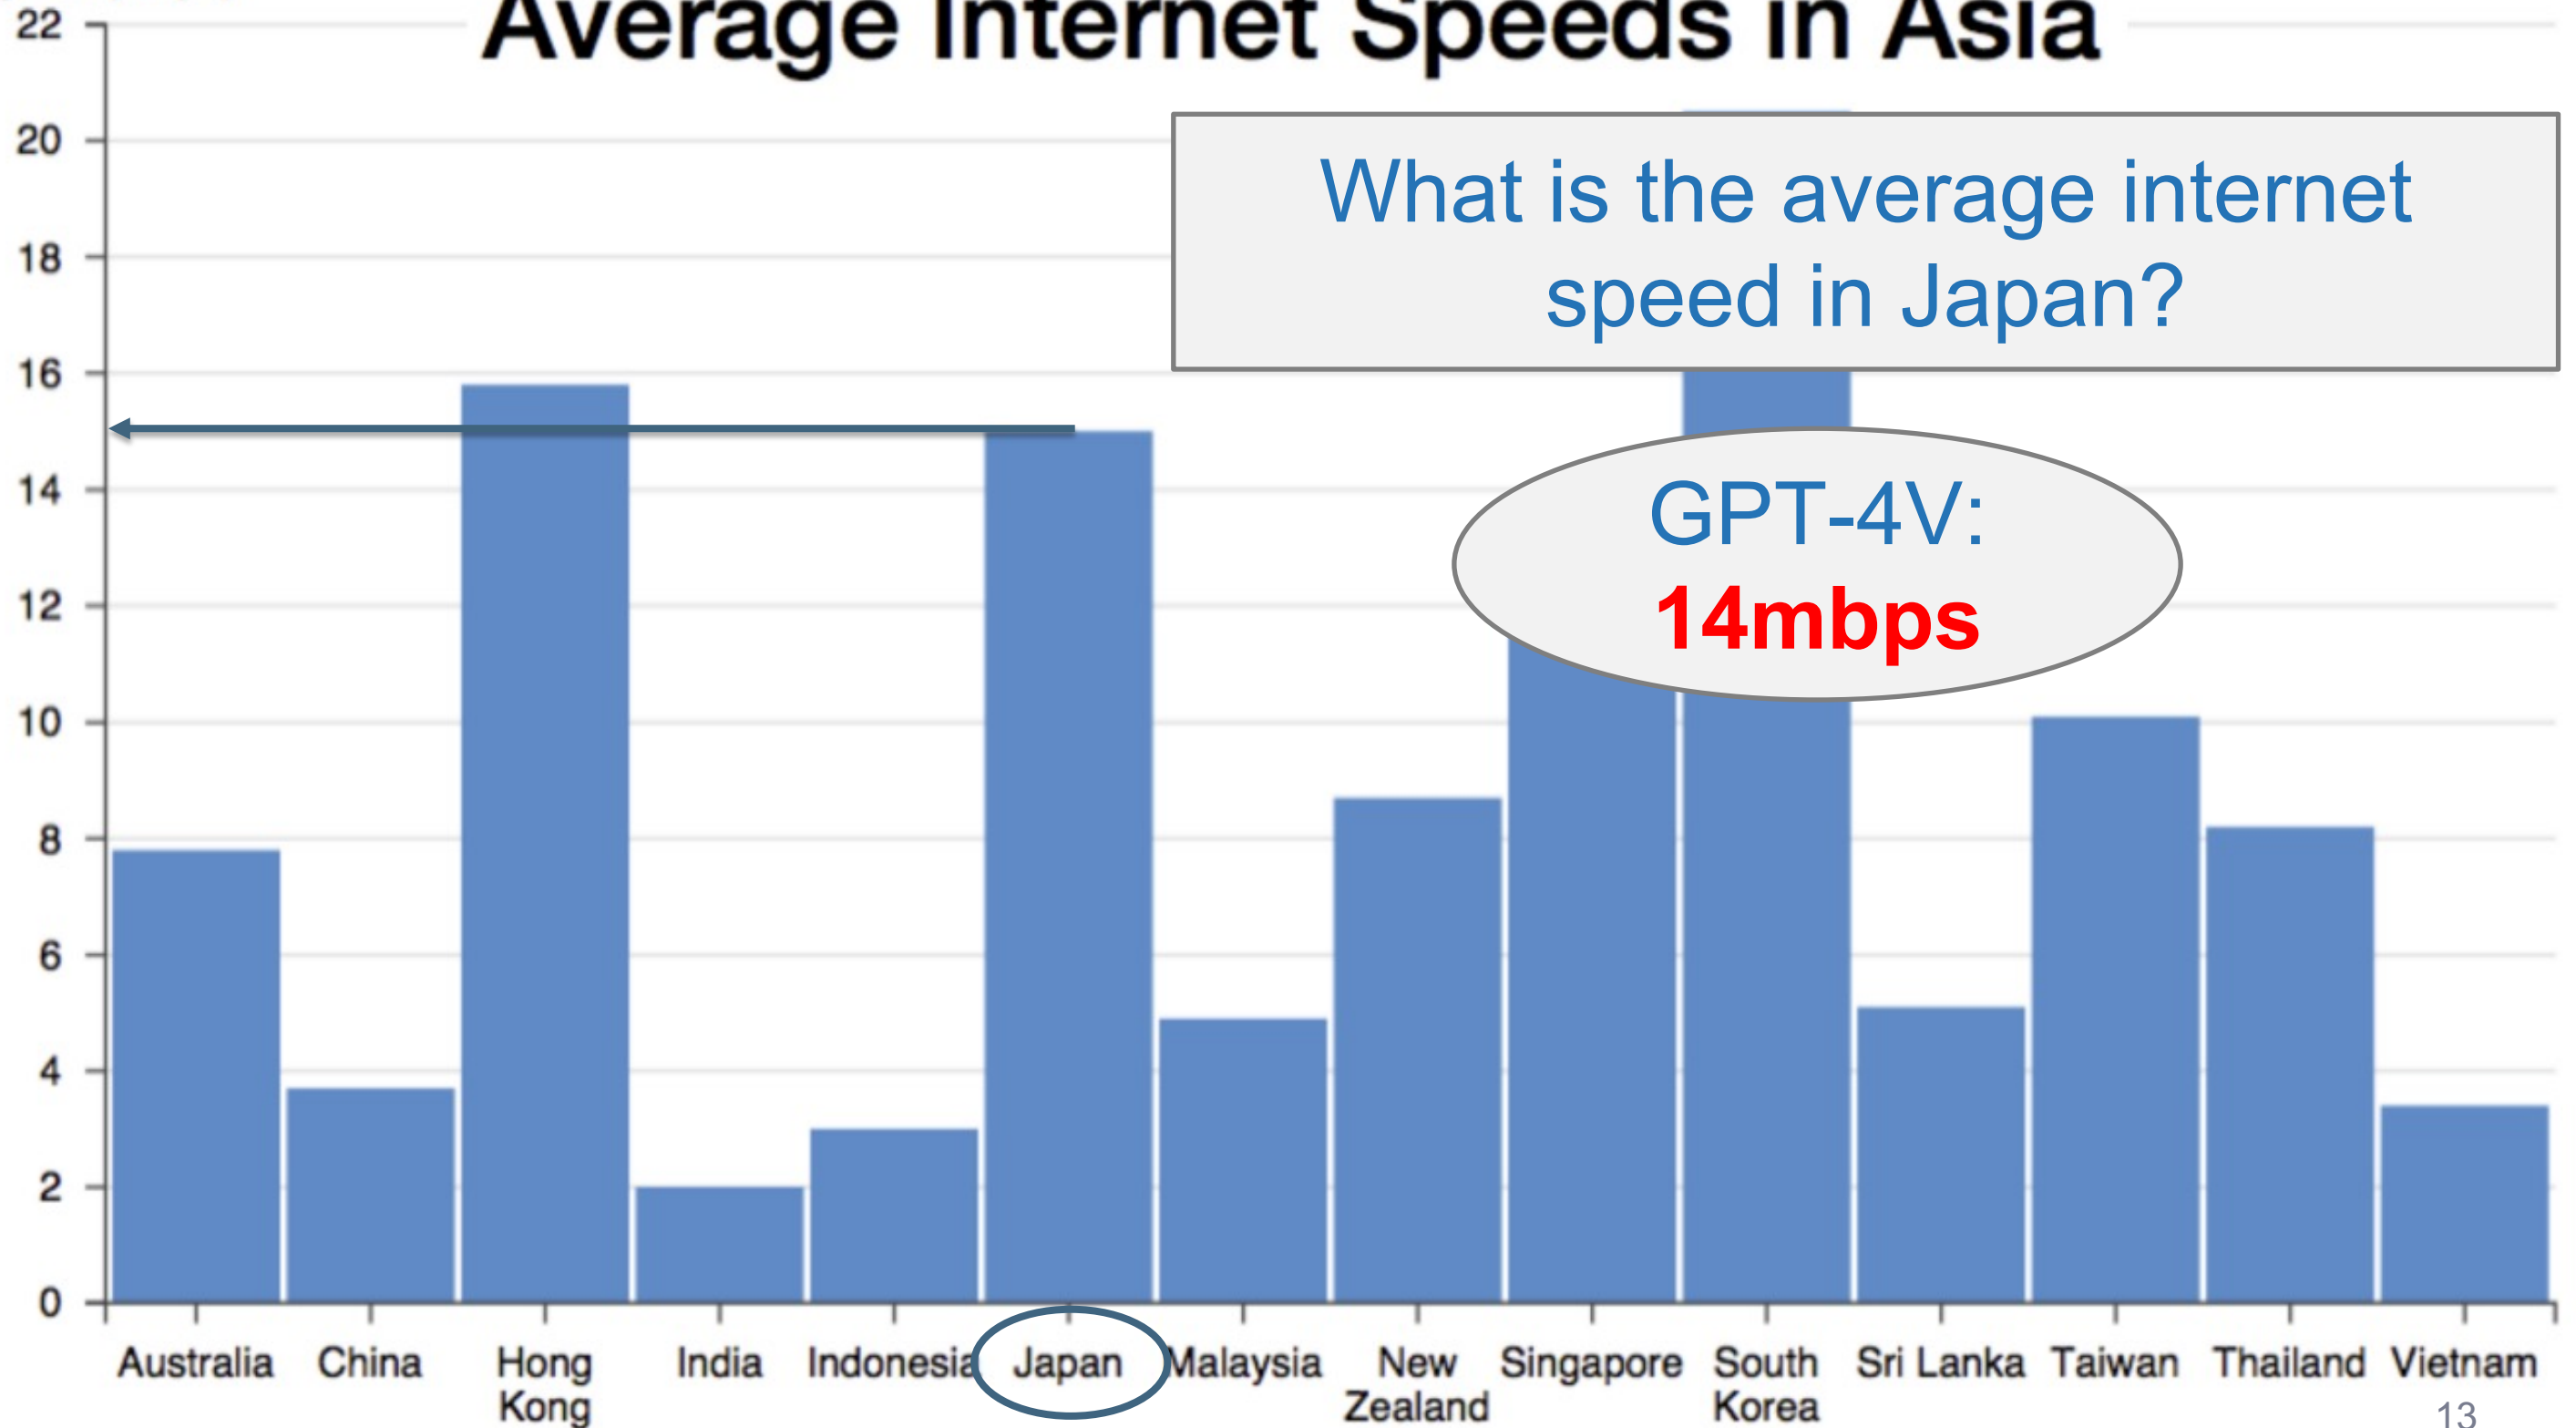 Average Internet Speeds in Asia
22
20
18
16
14
12
10
8
6
4
2
0
What is the average internet
speed in Japan?
GPT-4V:
14mbps
Australia China Hong India Indonesia Japan Malaysia New Singapore South Sri Lanka Taiwan Thailand Vietnam
Kong Zealand Korea
13